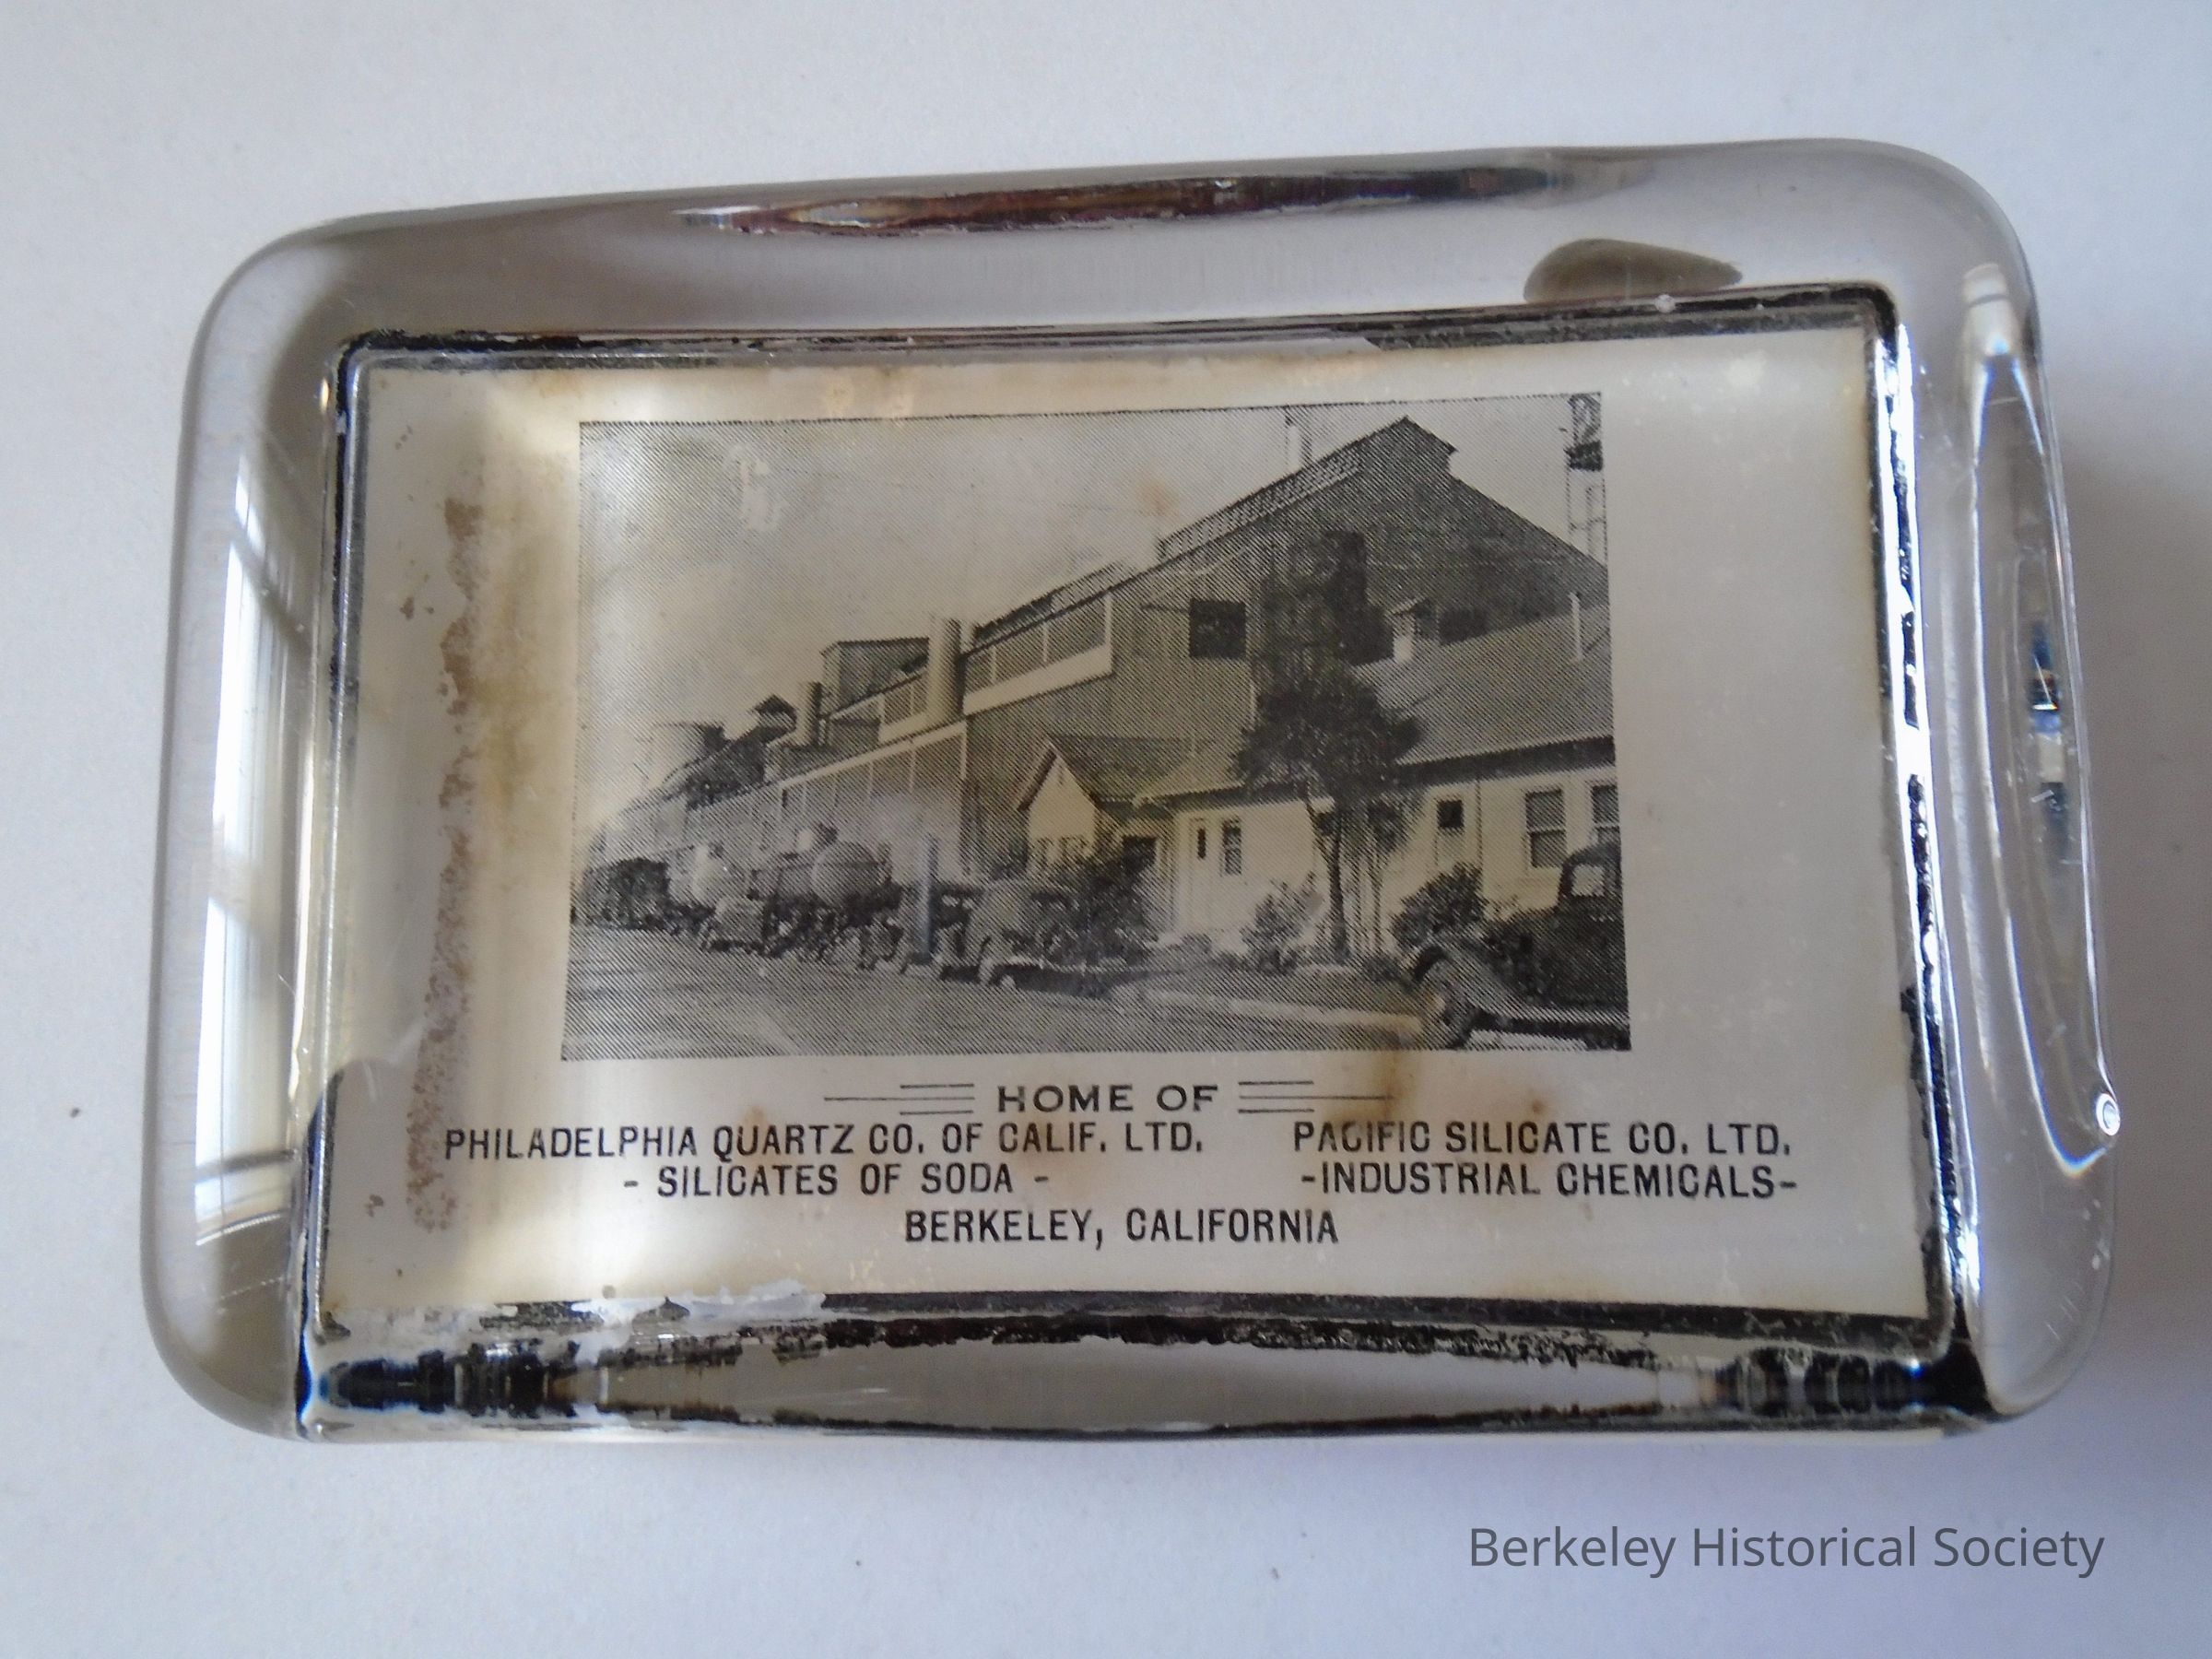 HOME OF
PHILADELPHIA QUARTZ CO. OF CALIF. LTD. PACIFIC SILICATE CO. LTD.
- SILICATES OF SODA - -INDUSTRIAL CHEMICALS-
BERKELEY, CALIFORNIA
Berkeley Historical Society